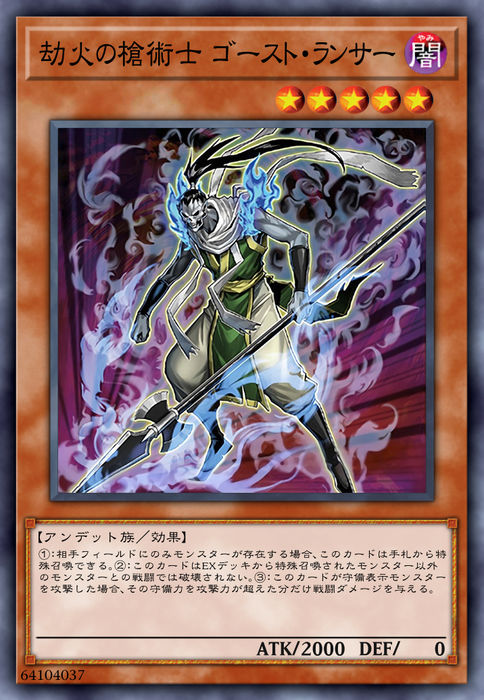 劫火の槍術士 ゴースト・ランサー
やみ
闇
【アンデット族／効果】
①：相手フィールドにのみモンスターが存在する場合、このカードは手札から特
殊召喚できる。②：このカードはEXデッキから特殊召喚されたモンスター以外
のモンスターとの戦闘では破壊されない。③：このカードが守備表示モンスター
を攻撃した場合、その守備力を攻撃力が超えた分だけ戦闘ダメージを与える。
ATK/2000 DEF/ 0
64104037